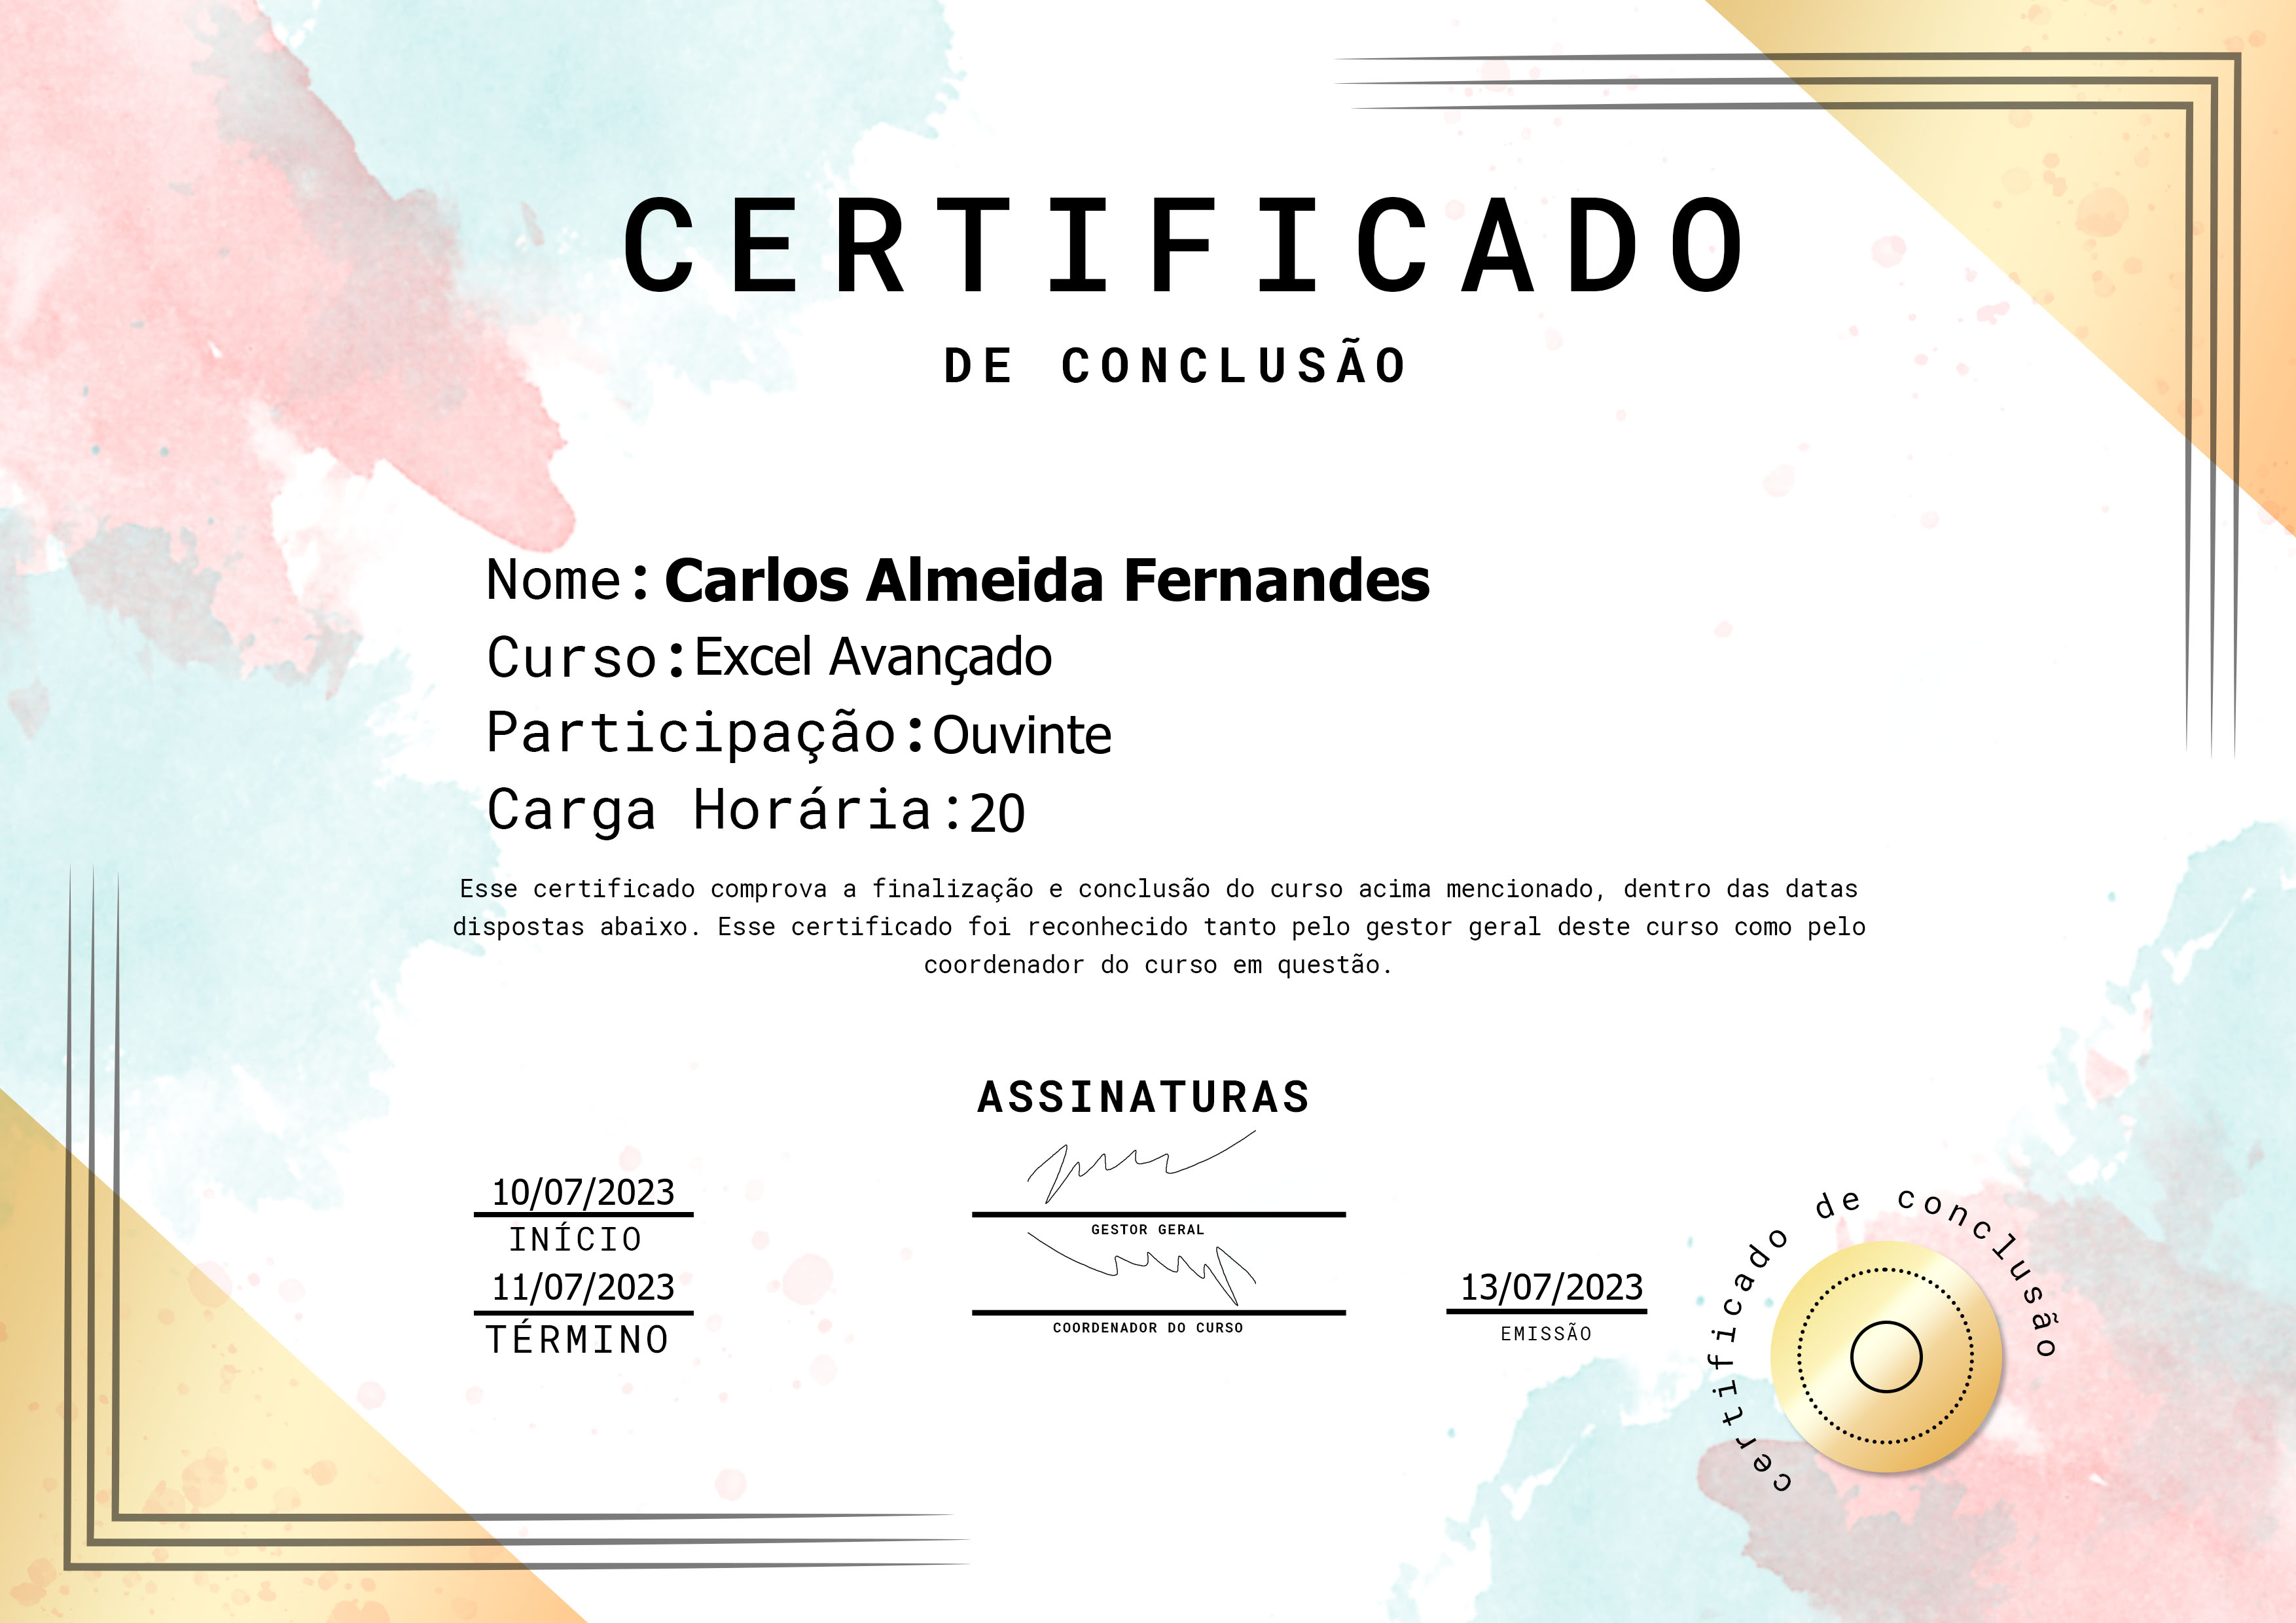 CERTIFICADO
DE CONCLUSÃO
Nome: Carlos Almeida Fernandes
Curso: Excel Avançado
Participação: Ouvinte
Carga Horária: 20
Esse certificado comprova a finalização e conclusão do curso acima mencionado, dentro das datas
dispostas abaixo. Esse certificado foi reconhecido tanto pelo gestor geral deste curso como pelo
coordenador do curso em questão.
ASSINATURAS
10/07/2023
INÍCIO
GESTOR GERAL
11/07/2023
TÉRMINO
COORDENADOR DO CURSO
13/07/2023
EMISSÃO
certificado de conclusão